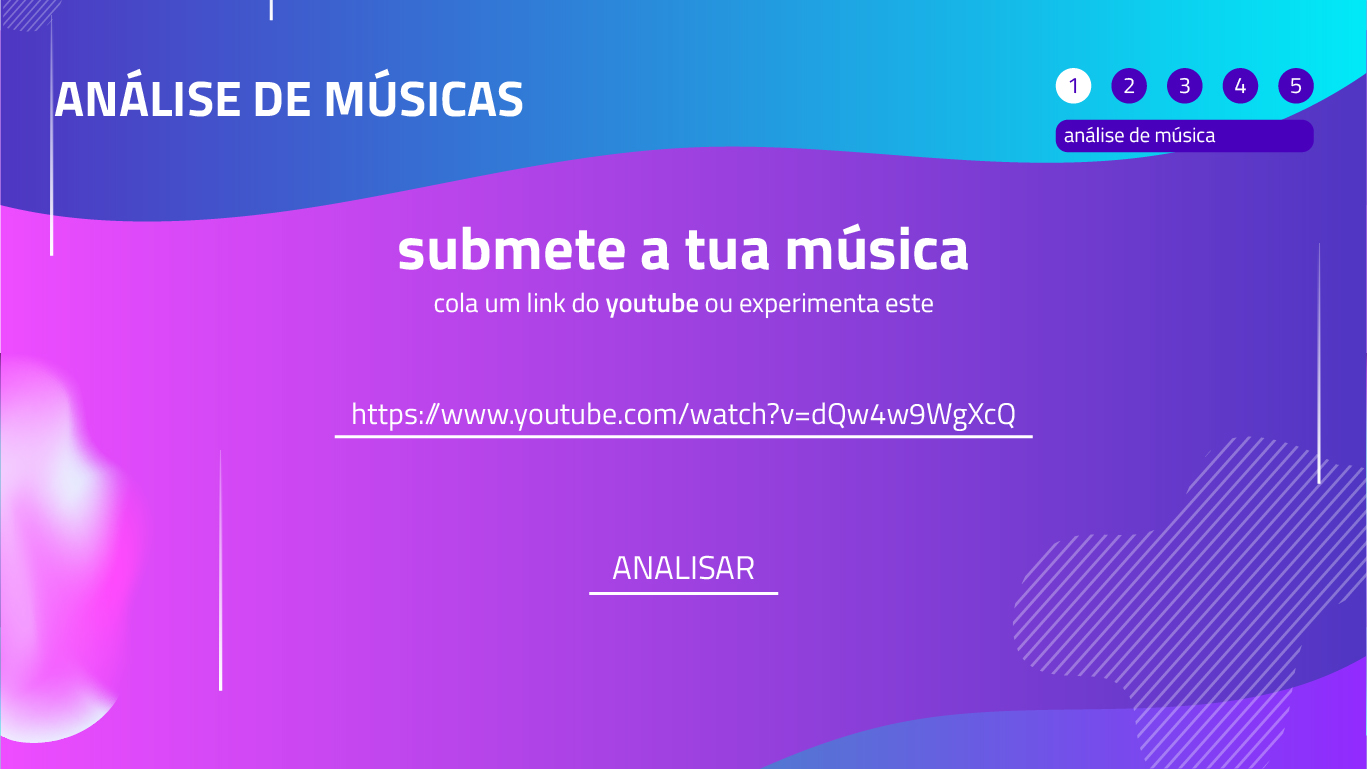 ANÁLISE DE MÚSICAS
1 2 3 4 5
análise de música
submete a tua música
cola um link do youtube ou experimenta este
https://www.youtube.com/watch?v=dQw4w9WgXcQ
ANALISAR